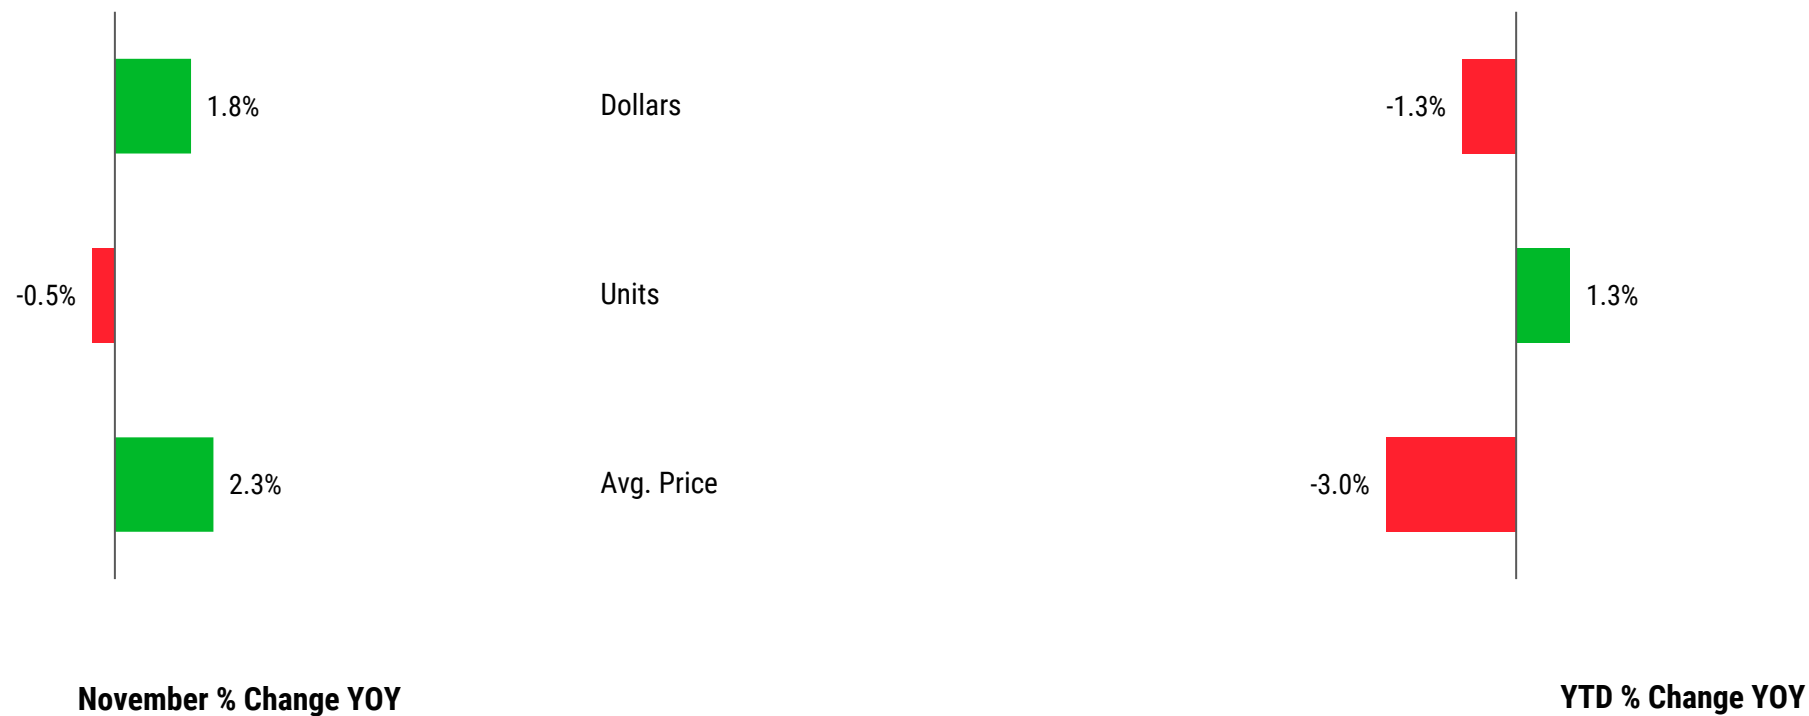 1.8%
Dollars
-1.3%
-0.5%
Units
1.3%
2.3%
Avg. Price
-3.0%
November % Change YOY
YTD % Change YOY